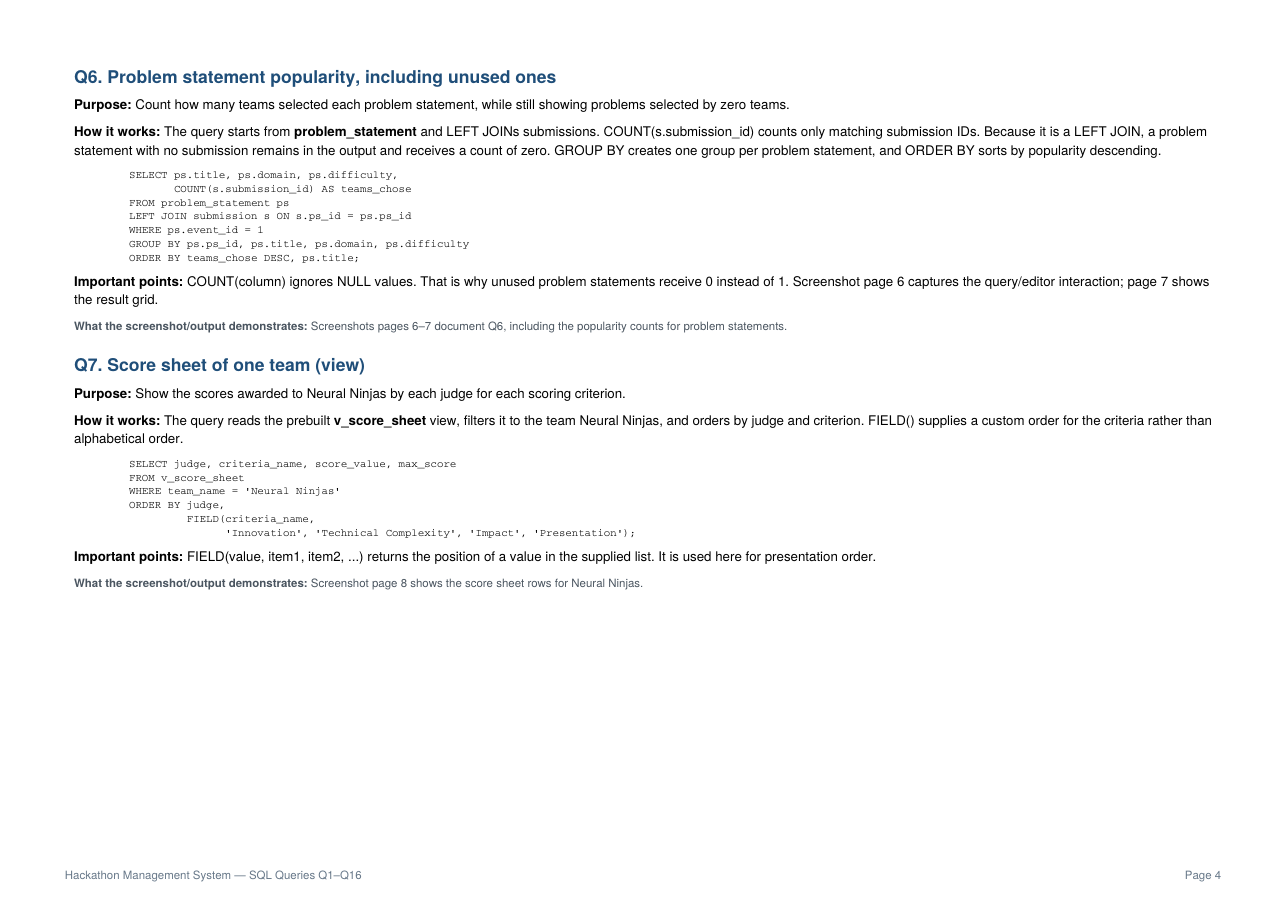 Q6. Problem statement popularity, including unused ones
Purpose: Count how many teams selected each problem statement, while still showing problems selected by zero teams.
How it works: The query starts from problem_statement and LEFT JOINs submissions. COUNT(s.submission_id) counts only matching submission IDs. Because it is a LEFT JOIN, a problem
statement with no submission remains in the output and receives a count of zero. GROUP BY creates one group per problem statement, and ORDER BY sorts by popularity descending.
SELECT ps.title, ps.domain, ps.difficulty,
COUNT(s.submission_id) AS teams_chose
FROM problem_statement ps
LEFT JOIN submission s ON s.ps_id = ps.ps_id
WHERE ps.event_id = 1
GROUP BY ps.ps_id, ps.title, ps.domain, ps.difficulty
ORDER BY teams_chose DESC, ps.title;
Important points: COUNT(column) ignores NULL values. That is why unused problem statements receive 0 instead of 1. Screenshot page 6 captures the query/editor interaction; page 7 shows
the result grid.
What the screenshot/output demonstrates: Screenshots pages 6–7 document Q6, including the popularity counts for problem statements.
Q7. Score sheet of one team (view)
Purpose: Show the scores awarded to Neural Ninjas by each judge for each scoring criterion.
How it works: The query reads the prebuilt v_score_sheet view, filters it to the team Neural Ninjas, and orders by judge and criterion. FIELD() supplies a custom order for the criteria rather than
alphabetical order.
SELECT judge, criteria_name, score_value, max_score
FROM v_score_sheet
WHERE team_name = 'Neural Ninjas'
ORDER BY judge,
FIELD(criteria_name,
'Innovation', 'Technical Complexity', 'Impact', 'Presentation');
Important points: FIELD(value, item1, item2, ...) returns the position of a value in the supplied list. It is used here for presentation order.
What the screenshot/output demonstrates: Screenshot page 8 shows the score sheet rows for Neural Ninjas.
Hackathon Management System — SQL Queries Q1–Q16
Page 4